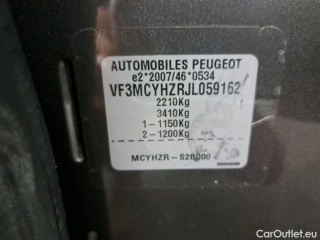 AUTOMOBILES PEUGEOT
e2*2007/46*0534
VF3MCYHZRJL059162
2210Kg
3410Kg
1-1150Kg
2-1200Kg
MCYHZR-S2B000
CarOutlet.eu